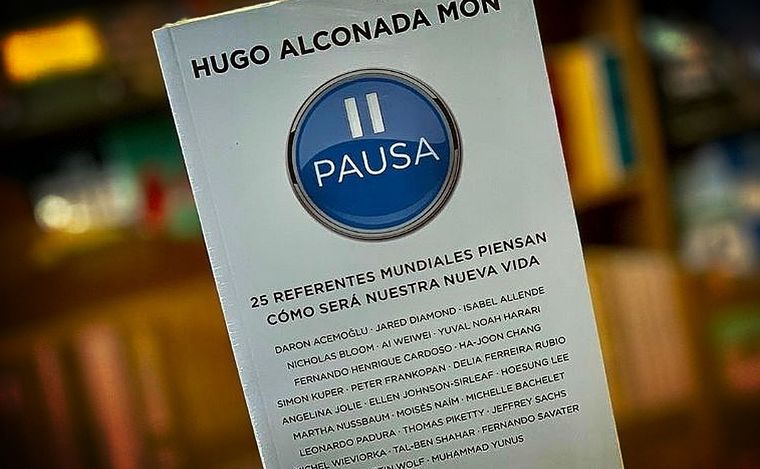 HUGO ALCONADA MON
PAUSA
25 REFERENTES MUNDIALES PIENSAN
CÓMO SERÁ NUESTRA NUEVA VIDA
DARON ACEMOĞLU · JARED DIAMOND · ISABEL ALLENDE
NICHOLAS BLOOM · AI WEIWEI · YUVAL NOAH HARARI
FERNANDO HENRIQUE CARDOSO · HA-JOON CHANG
SIMON KUPER · PETER FRANKOPAN · DELIA FERREIRA RUBIO
ANGELINA JOLIE · ELLEN JOHNSON-SIRLEAF · HOESUNG LEE
MARTHA NUSSBAUM · MOISÉS NAÍM · MICHELLE BACHELET
LEONARDO PADURA · THOMAS PIKETTY · JEFFREY SACHS
WIEVIORKA · TAL-BEN SHAHAR · FERNANDO SAVATER
WOLF · MUHAMMAD YUNUS